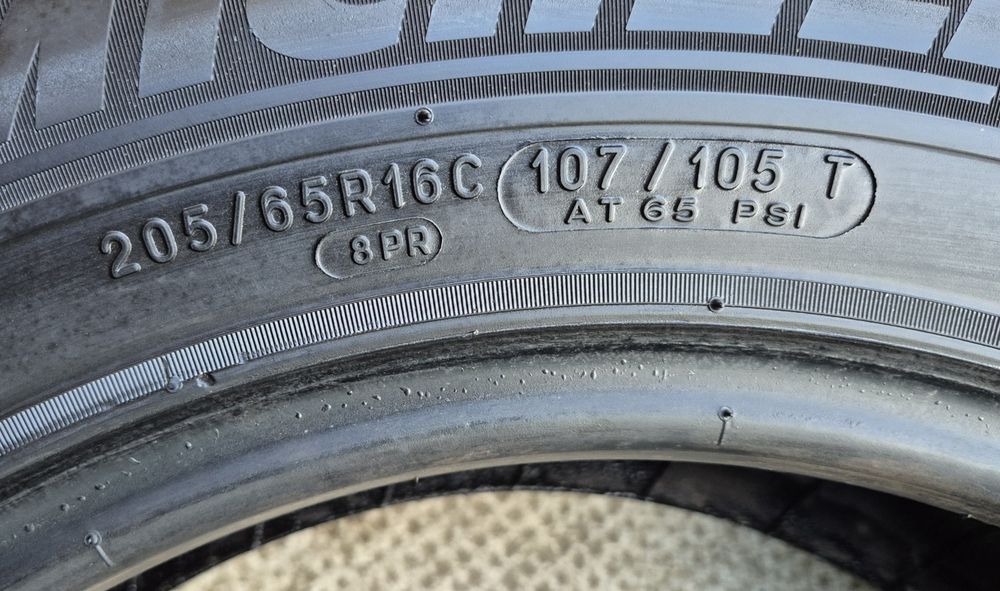 205/65R16C
8PR
107/105 T
AT 65 PSI